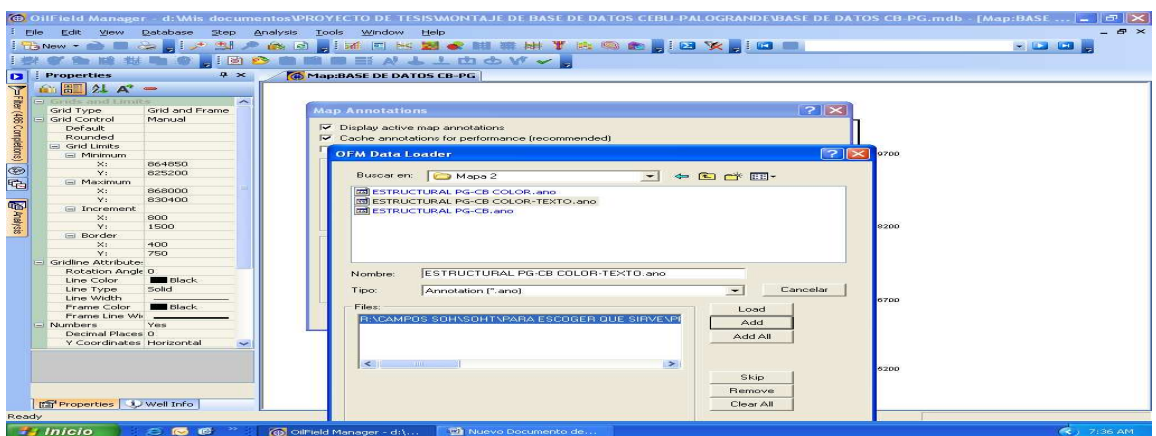 OilField Manager - d:\Mis documentos\PROYECTO DE TESIS\MONTAJE DE BASE DE DATOS CEBU-PALOGRANDE\BASE DE DATOS CB-PG.mdb - [Map:BASE ...
File Edit View Database Step Analysis Tools Window Help
New
Properties
Map:BASE DE DATOS CB-PG
Filter (486 Completions)
Analysis
Grids and Limits
Grid Type Grid and Frame
Grid Control Manual
Default
Rounded
Grid Limits
Minimum
X: 864850
Y: 825200
Maximum
X: 868000
Y: 830400
Increment
X: 800
Y: 1500
Border
X: 400
Y: 750
Gridline Attribute:
Rotation Angle 0
Line Color Black
Line Type Solid
Line Width
Frame Color Black
Frame Line Wi
Numbers Yes
Decimal Places 0
Y Coordinates Horizontal
Properties Well Info
Ready
Map Annotations
Display active map annotations
Cache annotations for performance (recommended)
OFM Data Loader
Buscar en: Mapa 2
ESTRUCTURAL PG-CB COLOR.ano
ESTRUCTURAL PG-CB COLOR-TEXTO.ano
ESTRUCTURAL PG-CB.ano
Nombre: ESTRUCTURAL PG-CB COLOR-TEXTO.ano
Tipo: Annotation (*.ano) Cancelar
Files:
R:\CAMPOS SOH\SOHT\PARA ESCOGER QUE SIRVE\PI
Load
Add
Add All
Skip
Remove
Clear All
9700
8200
6700
5200
Inicio OilField Manager - d:\... Nuevo Documento de... 7:36 AM